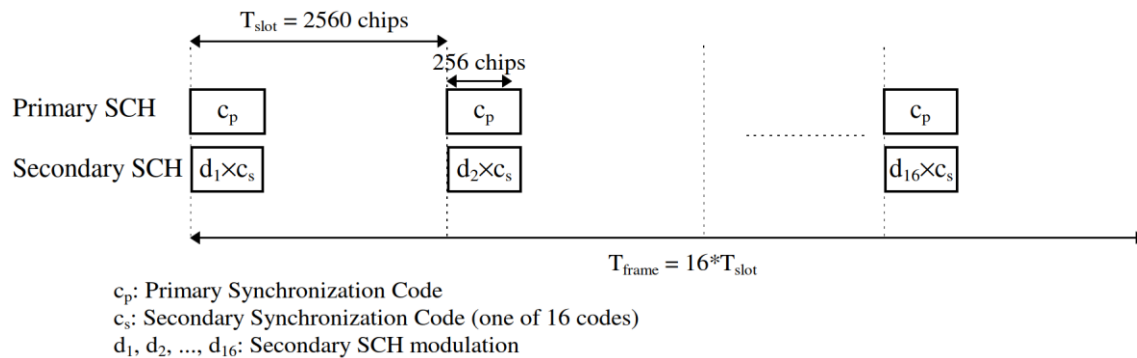 T_slot = 2560 chips
256 chips
Primary SCH c_p c_p c_p
Secondary SCH d_1×c_s d_2×c_s d_16×c_s
T_frame = 16*T_slot
c_p: Primary Synchronization Code
c_s: Secondary Synchronization Code (one of 16 codes)
d_1, d_2, ..., d_16: Secondary SCH modulation